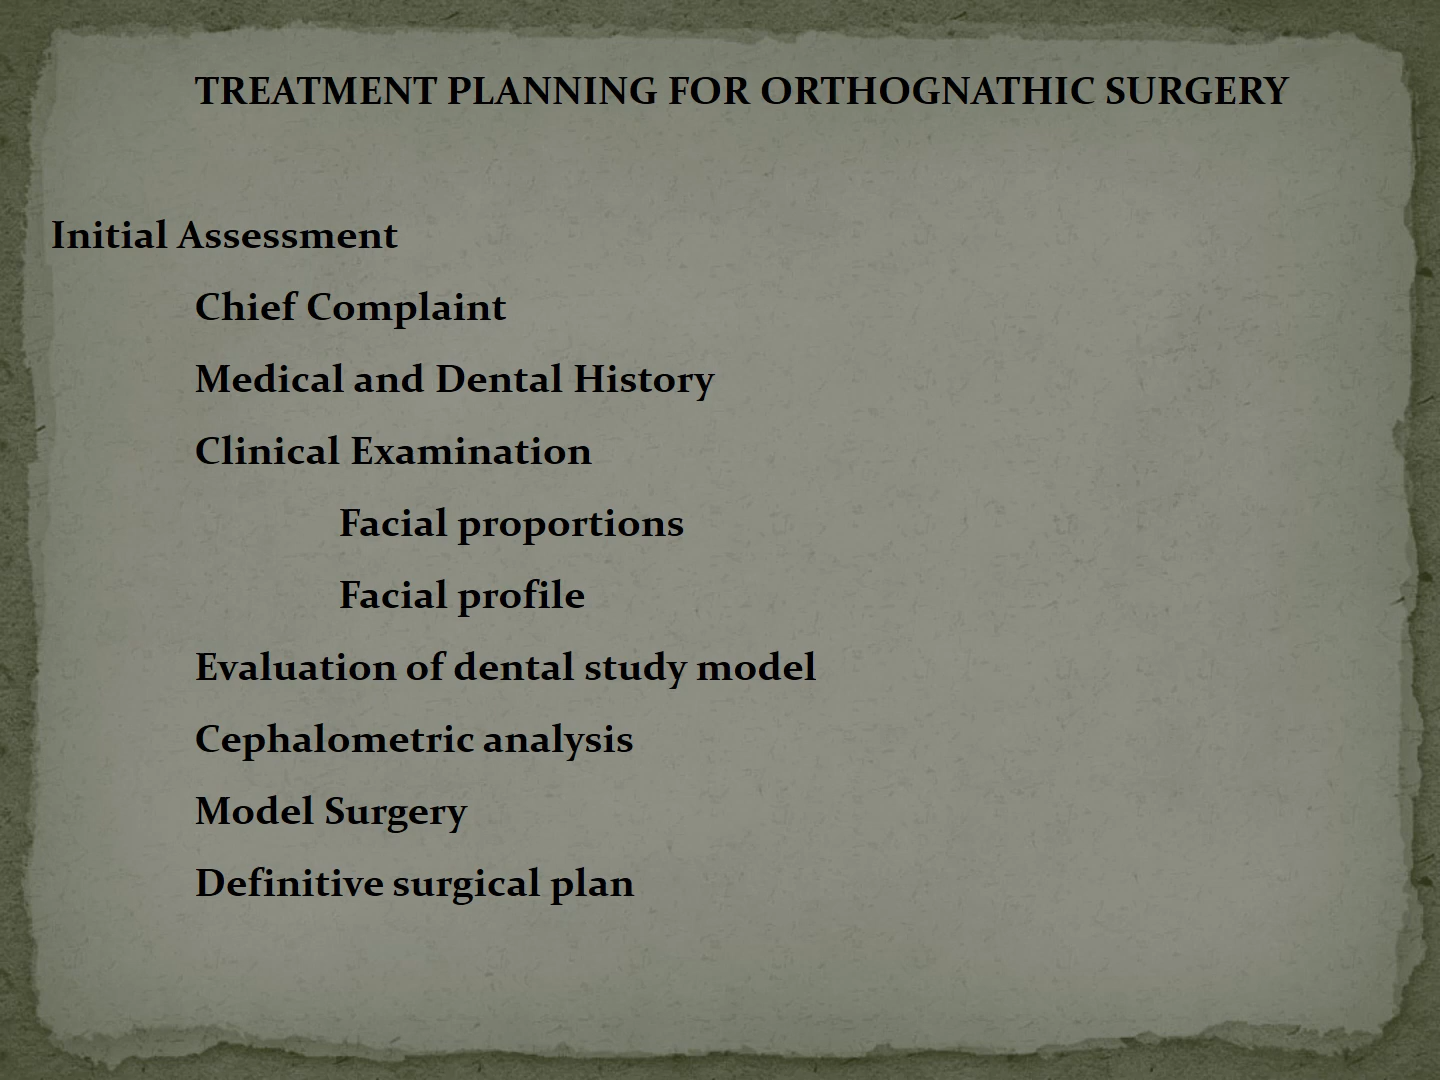 TREATMENT PLANNING FOR ORTHOGNATHIC SURGERY
Initial Assessment
Chief Complaint
Medical and Dental History
Clinical Examination
Facial proportions
Facial profile
Evaluation of dental study model
Cephalometric analysis
Model Surgery
Definitive surgical plan